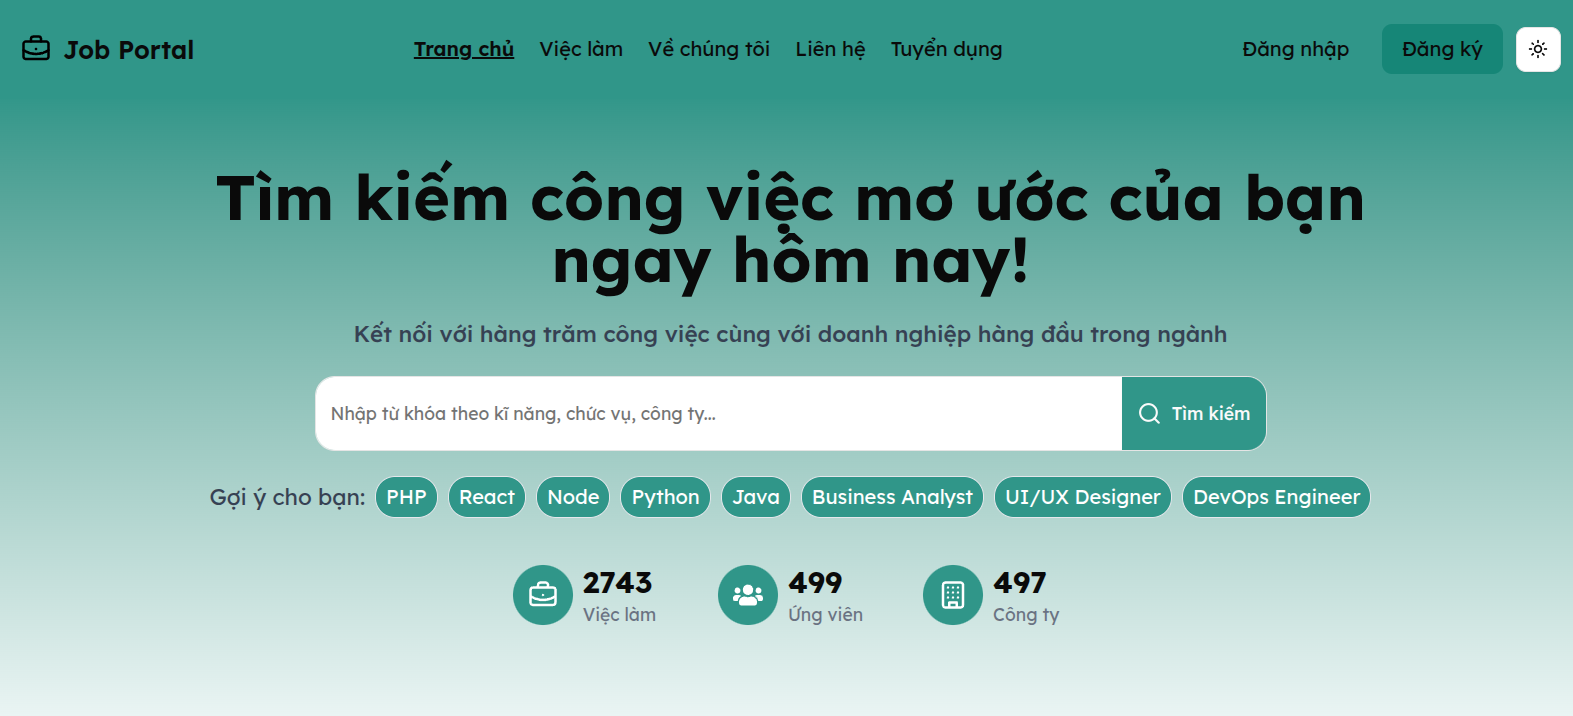 Job Portal
Trang chủ Việc làm Về chúng tôi Liên hệ Tuyển dụng
Đăng nhập Đăng ký
Tìm kiếm công việc mơ ước của bạn
ngay hôm nay!
Kết nối với hàng trăm công việc cùng với doanh nghiệp hàng đầu trong ngành
Nhập từ khóa theo kĩ năng, chức vụ, công ty...
Tìm kiếm
Gợi ý cho bạn: PHP React Node Python Java Business Analyst UI/UX Designer DevOps Engineer
2743
Việc làm
499
Ứng viên
497
Công ty